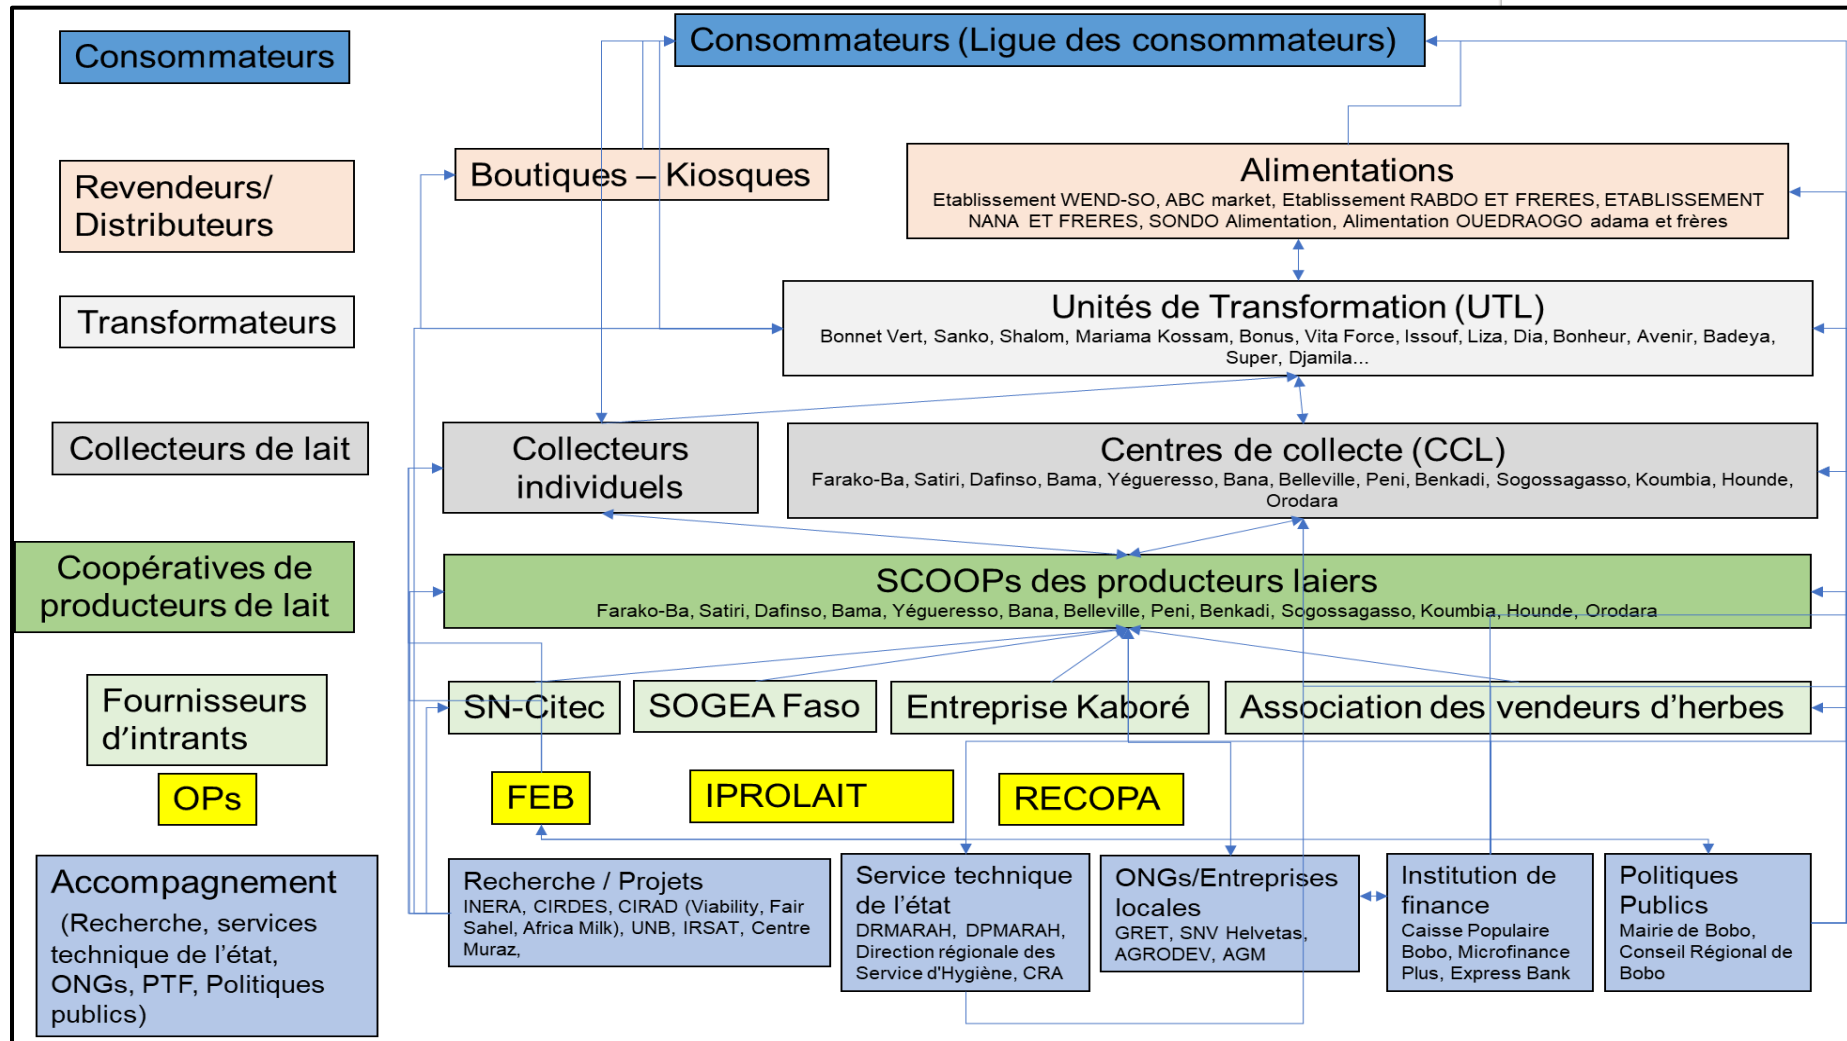 Consommateurs
Consommateurs (Ligue des consommateurs)
Revendeurs/
Distributeurs
Boutiques – Kiosques
Alimentations
Etablissement WEND-SO, ABC market, Etablissement RABDO ET FRERES, ETABLISSEMENT
NANA ET FRERES, SONDO Alimentation, Alimentation OUEDRAOGO adama et frères
Transformateurs
Unités de Transformation (UTL)
Bonnet Vert, Sanko, Shalom, Mariama Kossam, Bonus, Vita Force, Issouf, Liza, Dia, Bonheur, Avenir, Badeya,
Super, Djamila...
Collecteurs de lait
Collecteurs
individuels
Centres de collecte (CCL)
Farako-Ba, Satiri, Dafinso, Bama, Yégueresso, Bana, Belleville, Peni, Benkadi, Sogossagasso, Koumbia, Hounde,
Orodara
Coopératives de
producteurs de lait
SCOOPs des producteurs laiers
Farako-Ba, Satiri, Dafinso, Bama, Yégueresso, Bana, Belleville, Peni, Benkadi, Sogossagasso, Koumbia, Hounde, Orodara
Fournisseurs
d'intrants
SN-Citec
SOGEA Faso
Entreprise Kaboré
Association des vendeurs d'herbes
OPs
FEB
IPROLAIT
RECOPA
Accompagnement
(Recherche, services
technique de l'état,
ONGs, PTF, Politiques
publics)
Recherche / Projets
INERA, CIRDES, CIRAD (Viability, Fair
Sahel, Africa Milk), UNB, IRSAT, Centre
Muraz,
Service technique
de l'état
DRMARAH, DPMARAH,
Direction régionale des
Service d'Hygiène, CRA
ONGs/Entreprises
locales
GRET, SNV Helvetas,
AGRODEV, AGM
Institution de
finance
Caisse Populaire
Bobo, Microfinance
Plus, Express Bank
Politiques
Publics
Mairie de Bobo,
Conseil Régional de
Bobo